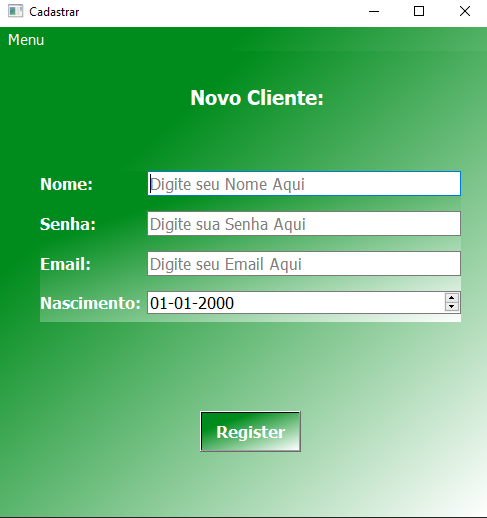 Cadastrar
Menu
Novo Cliente:
Nome: Digite seu Nome Aqui
Senha: Digite sua Senha Aqui
Email: Digite seu Email Aqui
Nascimento: 01-01-2000
Register